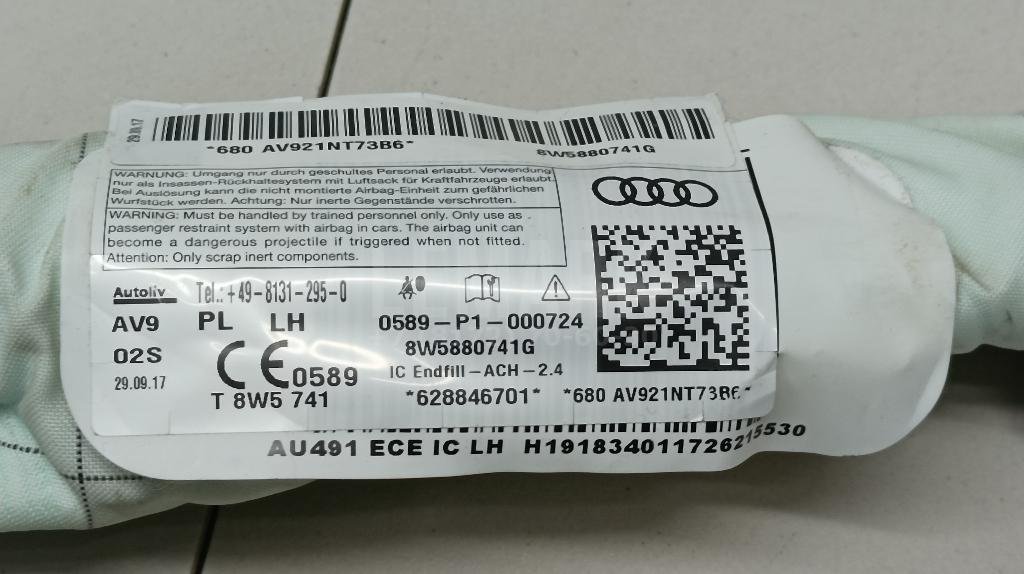 29.09.17
*680 AV921NT73B6*
8W5880741G
WARNUNG: Umgang nur durch geschultes Personal erlaubt. Verwendung
nur als Insassen-Rückhaltesystem mit Luftsack für Kraftfahrzeuge erlaubt.
Bei Auslösung kann die nicht montierte Airbag-Einheit zum gefährlichen
Wurfstück werden. Achtung: Nur inerte Gegenstände verschrotten.
WARNING: Must be handled by trained personnel only. Only use as
passenger restraint system with airbag in cars. The airbag unit can
become a dangerous projectile if triggered when not fitted.
Attention: Only scrap inert components.
Autoliv Tel.: +49-8131-295-0
AV9 PL LH 0589-P1-000724
02S 8W5880741G
29.09.17 CE 0589 IC Endfill-ACH-2.4
T 8W5 741 *628846701* *680 AV921NT73B6*
AU491 ECE IC LH H191834011726215530